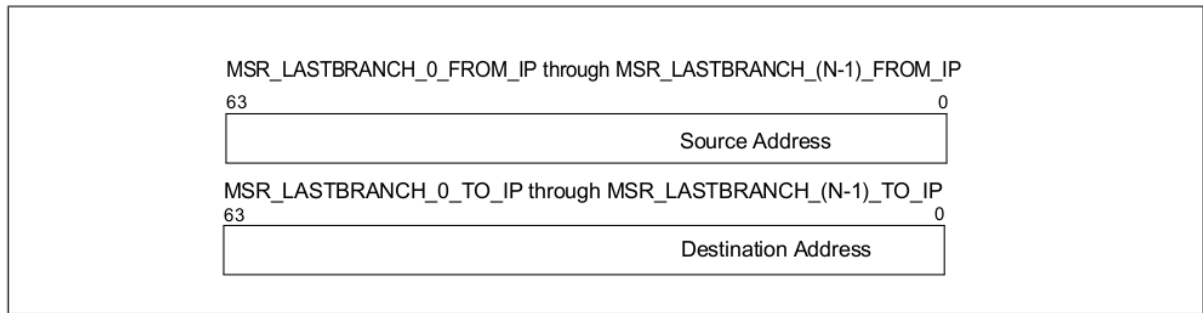 MSR_LASTBRANCH_0_FROM_IP through MSR_LASTBRANCH_(N-1)_FROM_IP
63 0
Source Address
MSR_LASTBRANCH_0_TO_IP through MSR_LASTBRANCH_(N-1)_TO_IP
63 0
Destination Address